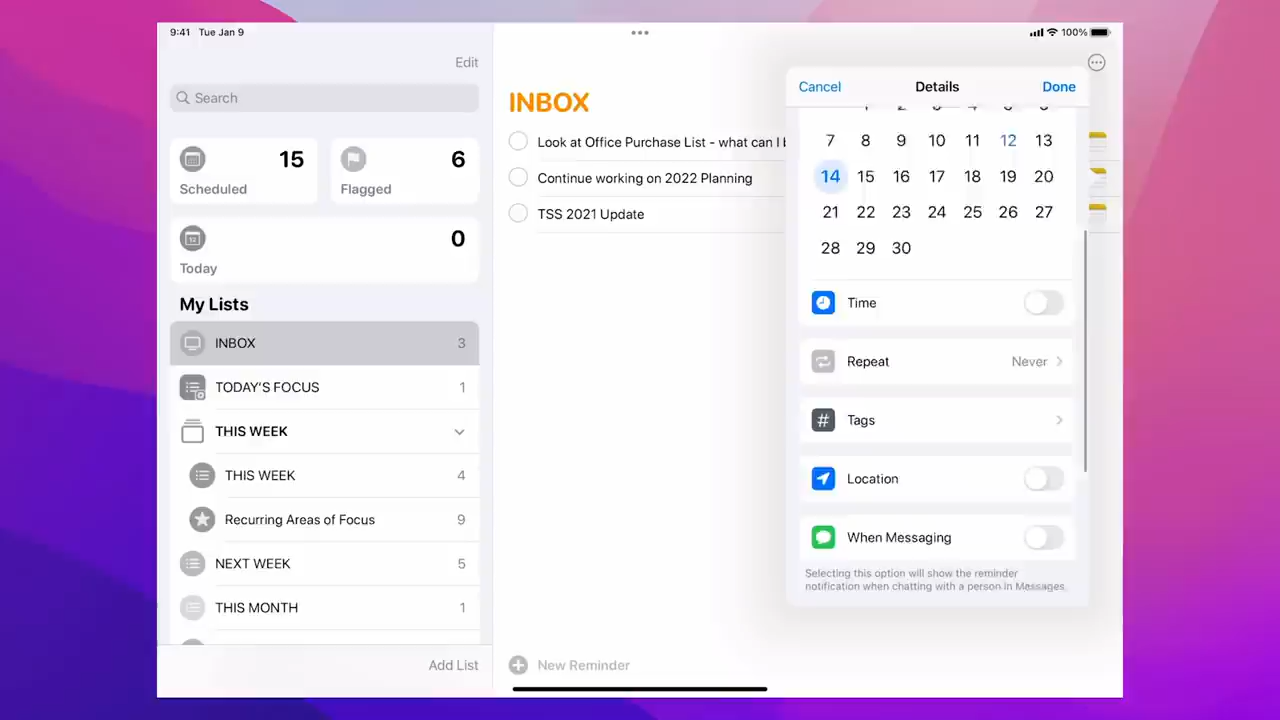 9:41 Tue Jan 9
100%
Edit
Search
15
Scheduled
6
Flagged
12
0
Today
My Lists
INBOX 3
TODAY'S FOCUS 1
THIS WEEK
THIS WEEK 4
Recurring Areas of Focus 9
NEXT WEEK 5
THIS MONTH 1
Add List
INBOX
Look at Office Purchase List - what can I
Continue working on 2022 Planning
TSS 2021 Update
New Reminder
Cancel Details Done
7 8 9 10 11 12 13
14 15 16 17 18 19 20
21 22 23 24 25 26 27
28 29 30
Time
Repeat Never
# Tags
Location
When Messaging
Selecting this option will show the reminder
notification when chatting with a person in Messages.